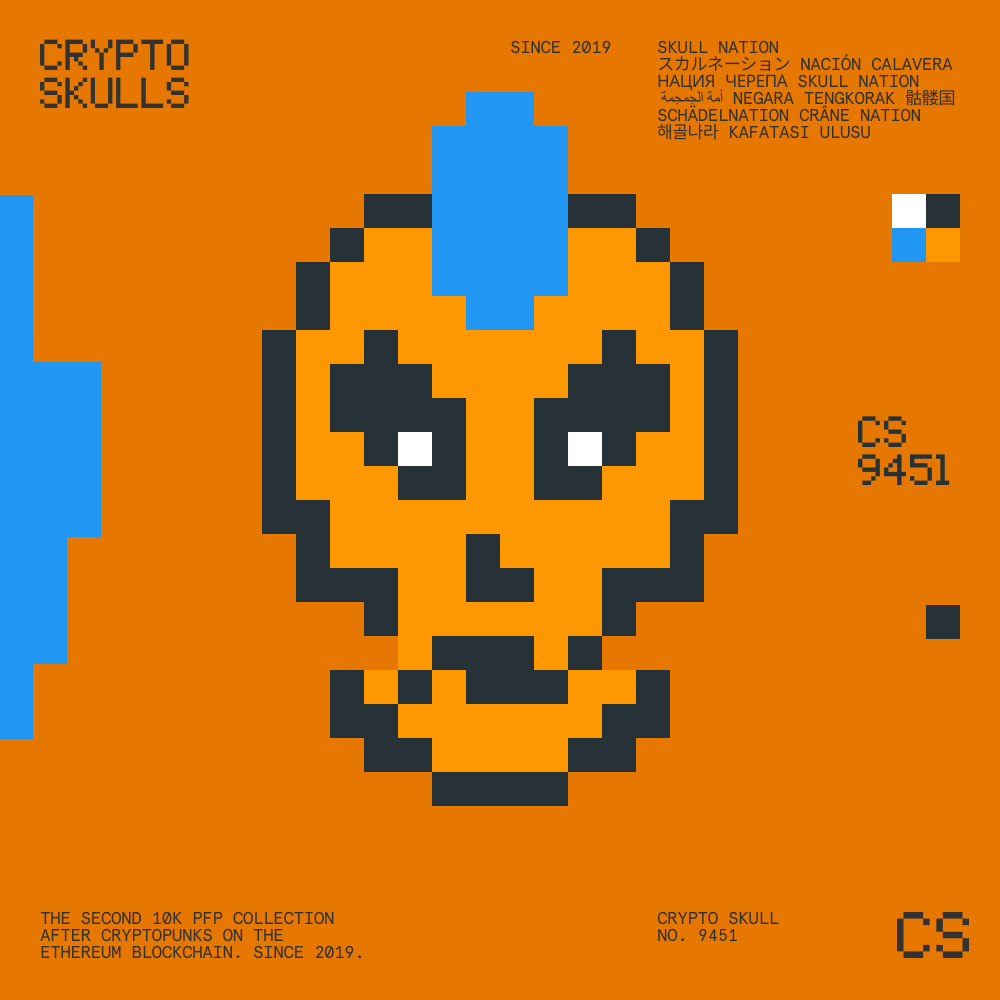 CRYPTO
SKULLS
SINCE 2019
SKULL NATION
スカルネーション NACIÓN CALAVERA
НАЦИЯ ЧЕРЕПА SKULL NATION
أمة الجمجمة NEGARA TENGKORAK 骷髅国
SCHÄDELNATION CRÂNE NATION
해골나라 KAFATASI ULUSU
CS
9451
THE SECOND 10K PFP COLLECTION
AFTER CRYPTOPUNKS ON THE
ETHEREUM BLOCKCHAIN. SINCE 2019.
CRYPTO SKULL
NO. 9451
CS